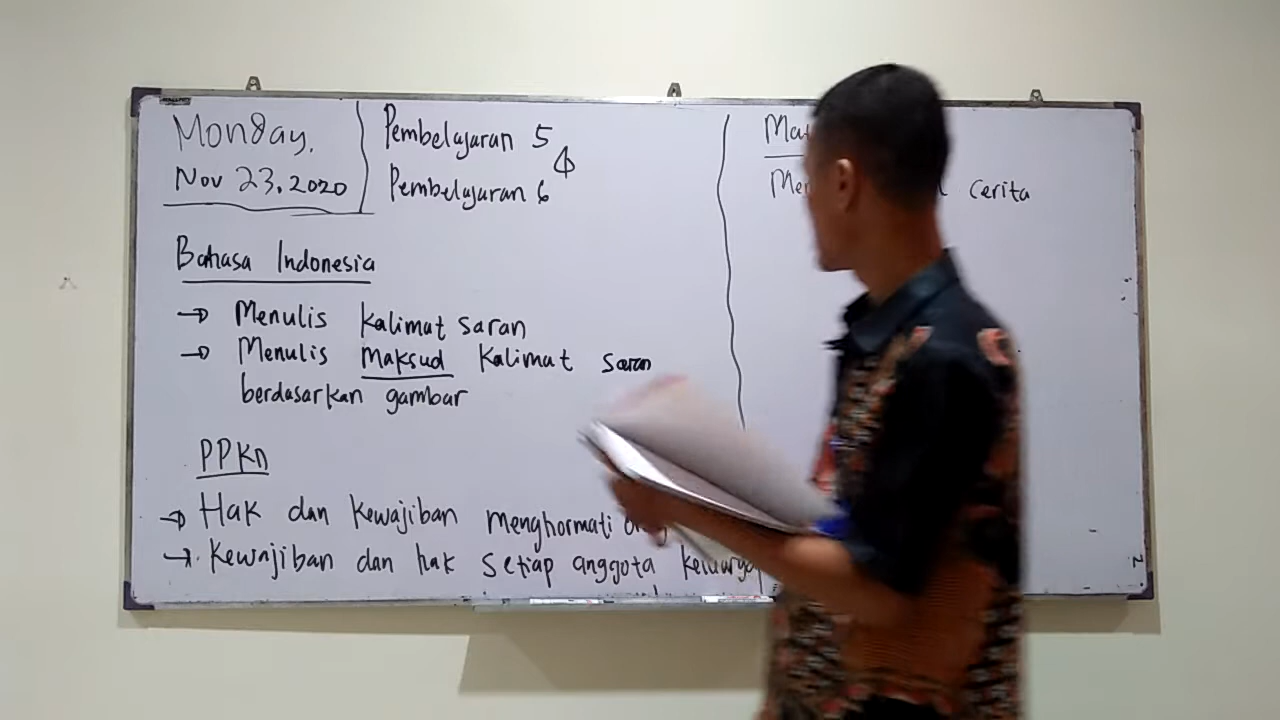 Monday,
Nov 23, 2020
Pembelajaran 5
&
Pembelajaran 6
Bahasa Indonesia
→ Menulis kalimat saran
→ Menulis Maksud kalimat saran
berdasarkan gambar
PPKn
→ Hak dan Kewajiban menghormati
→ Kewajiban dan hak setiap anggota keluarga
cerita